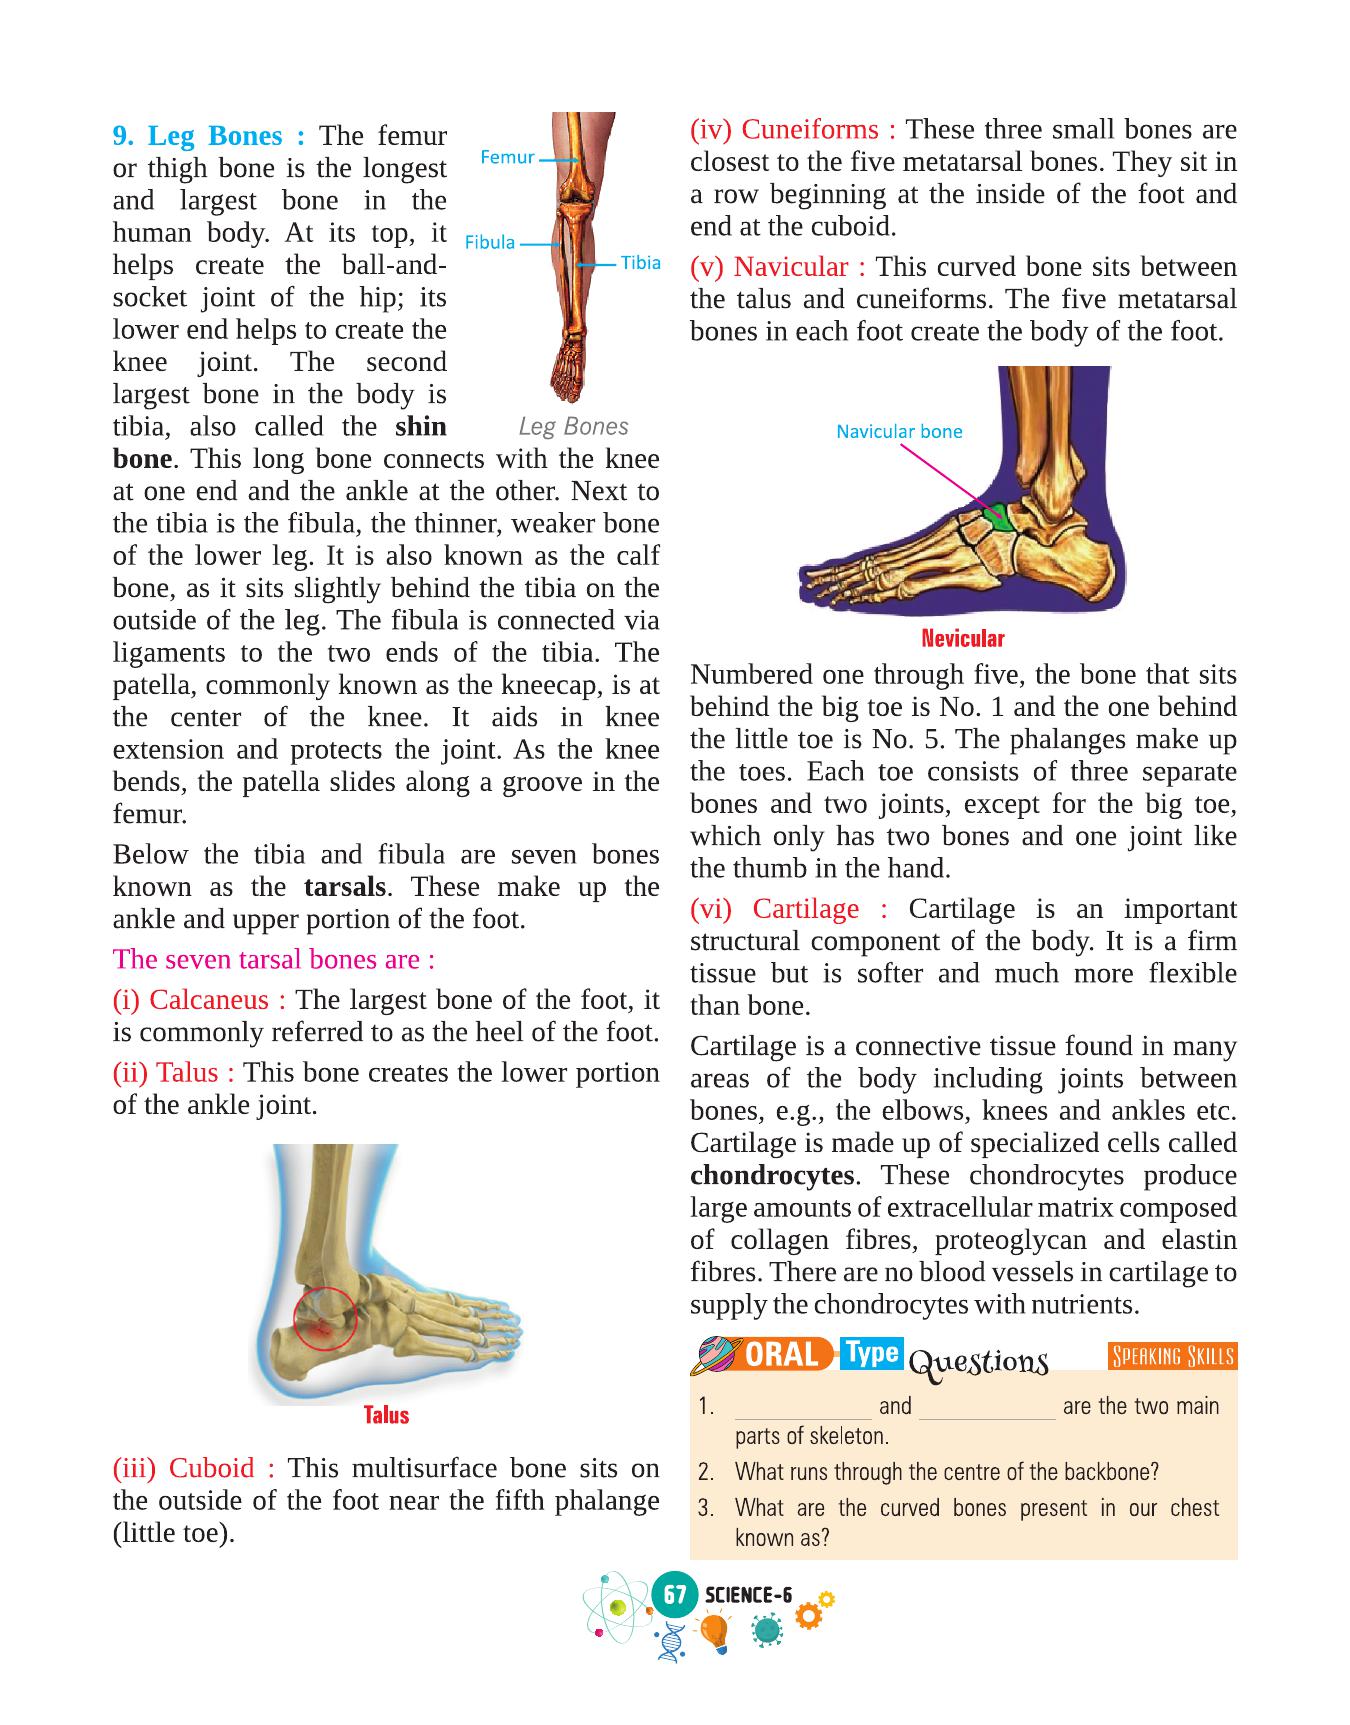 9. Leg Bones : The femur
or thigh bone is the longest
and largest bone in the
human body. At its top, it
helps create the ball-and-
socket joint of the hip; its
lower end helps to create the
knee joint. The second
largest bone in the body is
tibia, also called the shin
bone. This long bone connects with the knee
at one end and the ankle at the other. Next to
the tibia is the fibula, the thinner, weaker bone
of the lower leg. It is also known as the calf
bone, as it sits slightly behind the tibia on the
outside of the leg. The fibula is connected via
ligaments to the two ends of the tibia. The
patella, commonly known as the kneecap, is at
the center of the knee. It aids in knee
extension and protects the joint. As the knee
bends, the patella slides along a groove in the
femur.
Femur
Fibula
Tibia
Leg Bones
Below the tibia and fibula are seven bones
known as the tarsals. These make up the
ankle and upper portion of the foot.
The seven tarsal bones are :
(i) Calcaneus : The largest bone of the foot, it
is commonly referred to as the heel of the foot.
(ii) Talus : This bone creates the lower portion
of the ankle joint.
Talus
(iii) Cuboid : This multisurface bone sits on
the outside of the foot near the fifth phalange
(little toe).
(iv) Cuneiforms : These three small bones are
closest to the five metatarsal bones. They sit in
a row beginning at the inside of the foot and
end at the cuboid.
(v) Navicular : This curved bone sits between
the talus and cuneiforms. The five metatarsal
bones in each foot create the body of the foot.
Navicular bone
Nevicular
Numbered one through five, the bone that sits
behind the big toe is No. 1 and the one behind
the little toe is No. 5. The phalanges make up
the toes. Each toe consists of three separate
bones and two joints, except for the big toe,
which only has two bones and one joint like
the thumb in the hand.
(vi) Cartilage : Cartilage is an important
structural component of the body. It is a firm
tissue but is softer and much more flexible
than bone.
Cartilage is a connective tissue found in many
areas of the body including joints between
bones, e.g., the elbows, knees and ankles etc.
Cartilage is made up of specialized cells called
chondrocytes. These chondrocytes produce
large amounts of extracellular matrix composed
of collagen fibres, proteoglycan and elastin
fibres. There are no blood vessels in cartilage to
supply the chondrocytes with nutrients.
ORAL Type Questions SPEAKING SKILLS
1. __________ and __________ are the two main
parts of skeleton.
2. What runs through the centre of the backbone?
3. What are the curved bones present in our chest
known as?
67 SCIENCE-6